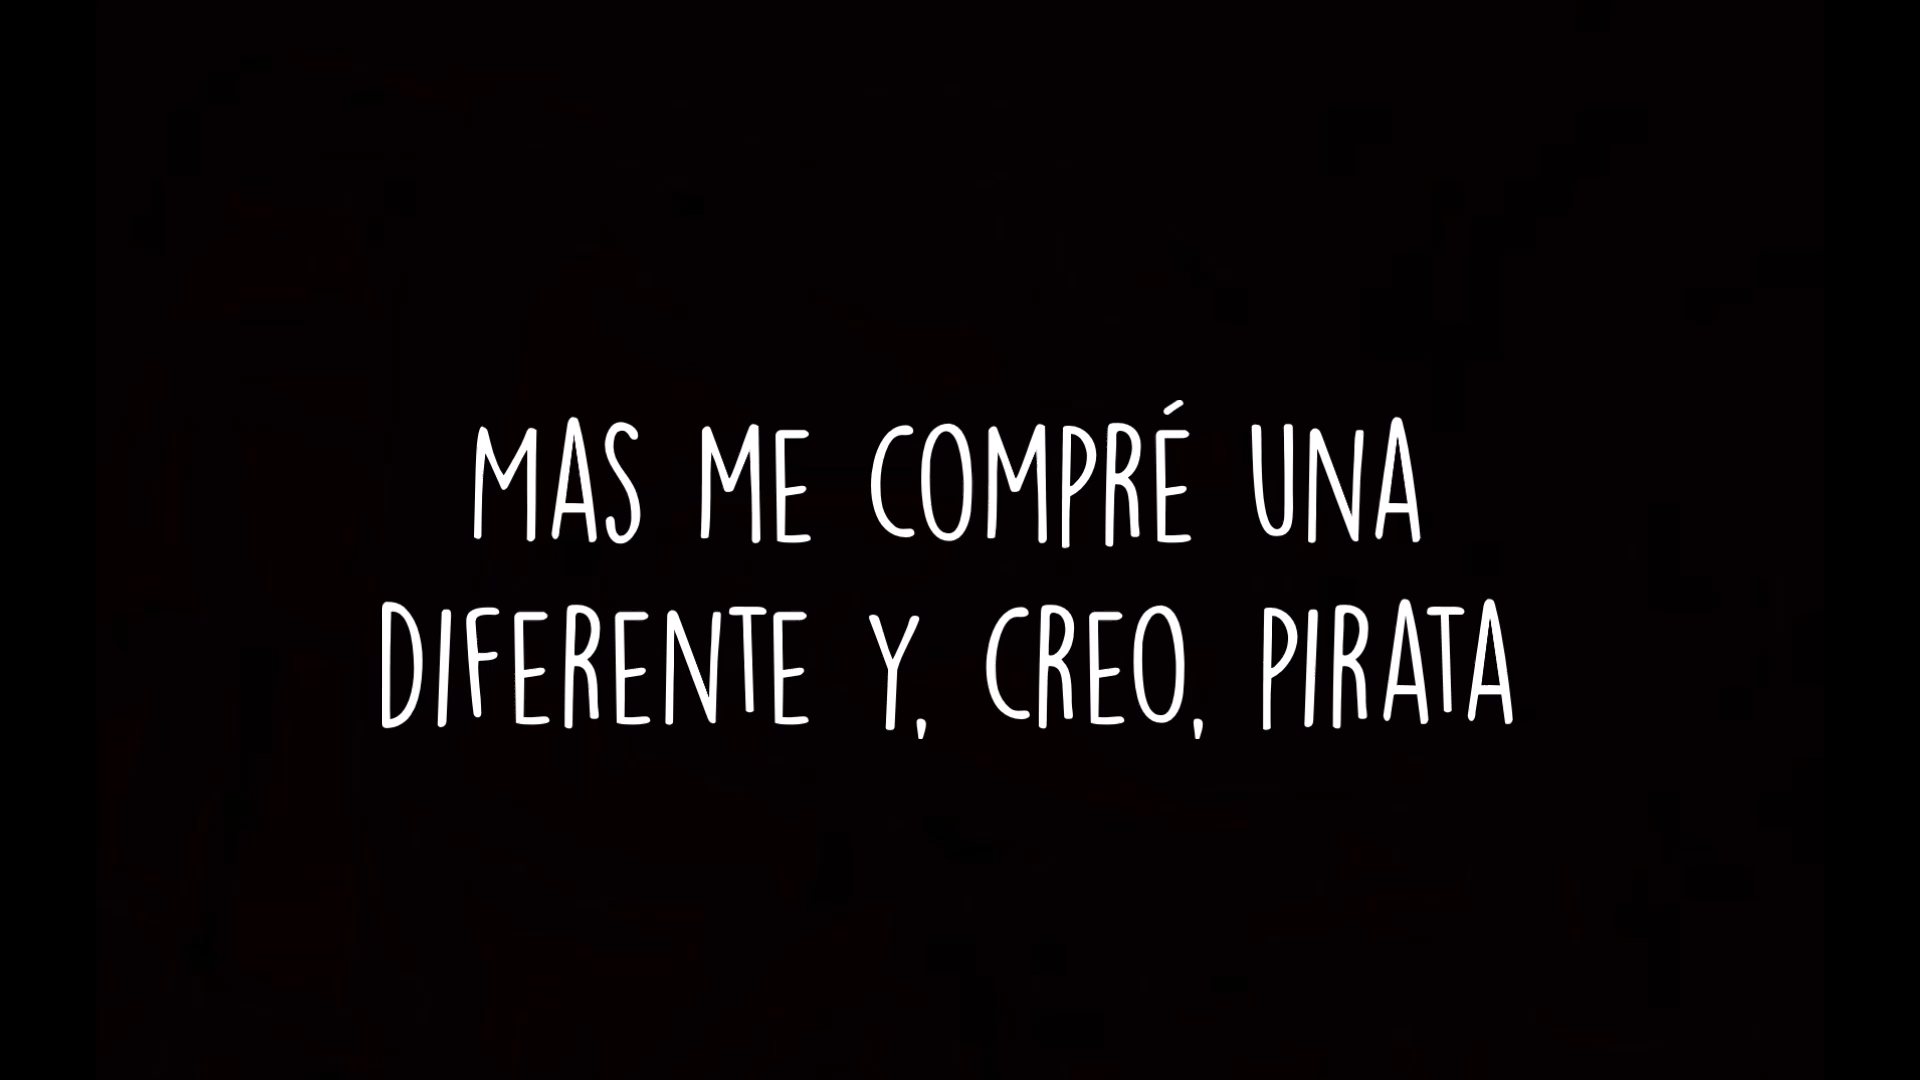 MAS ME COMPRÉ UNA
DIFERENTE Y, CREO, PIRATA